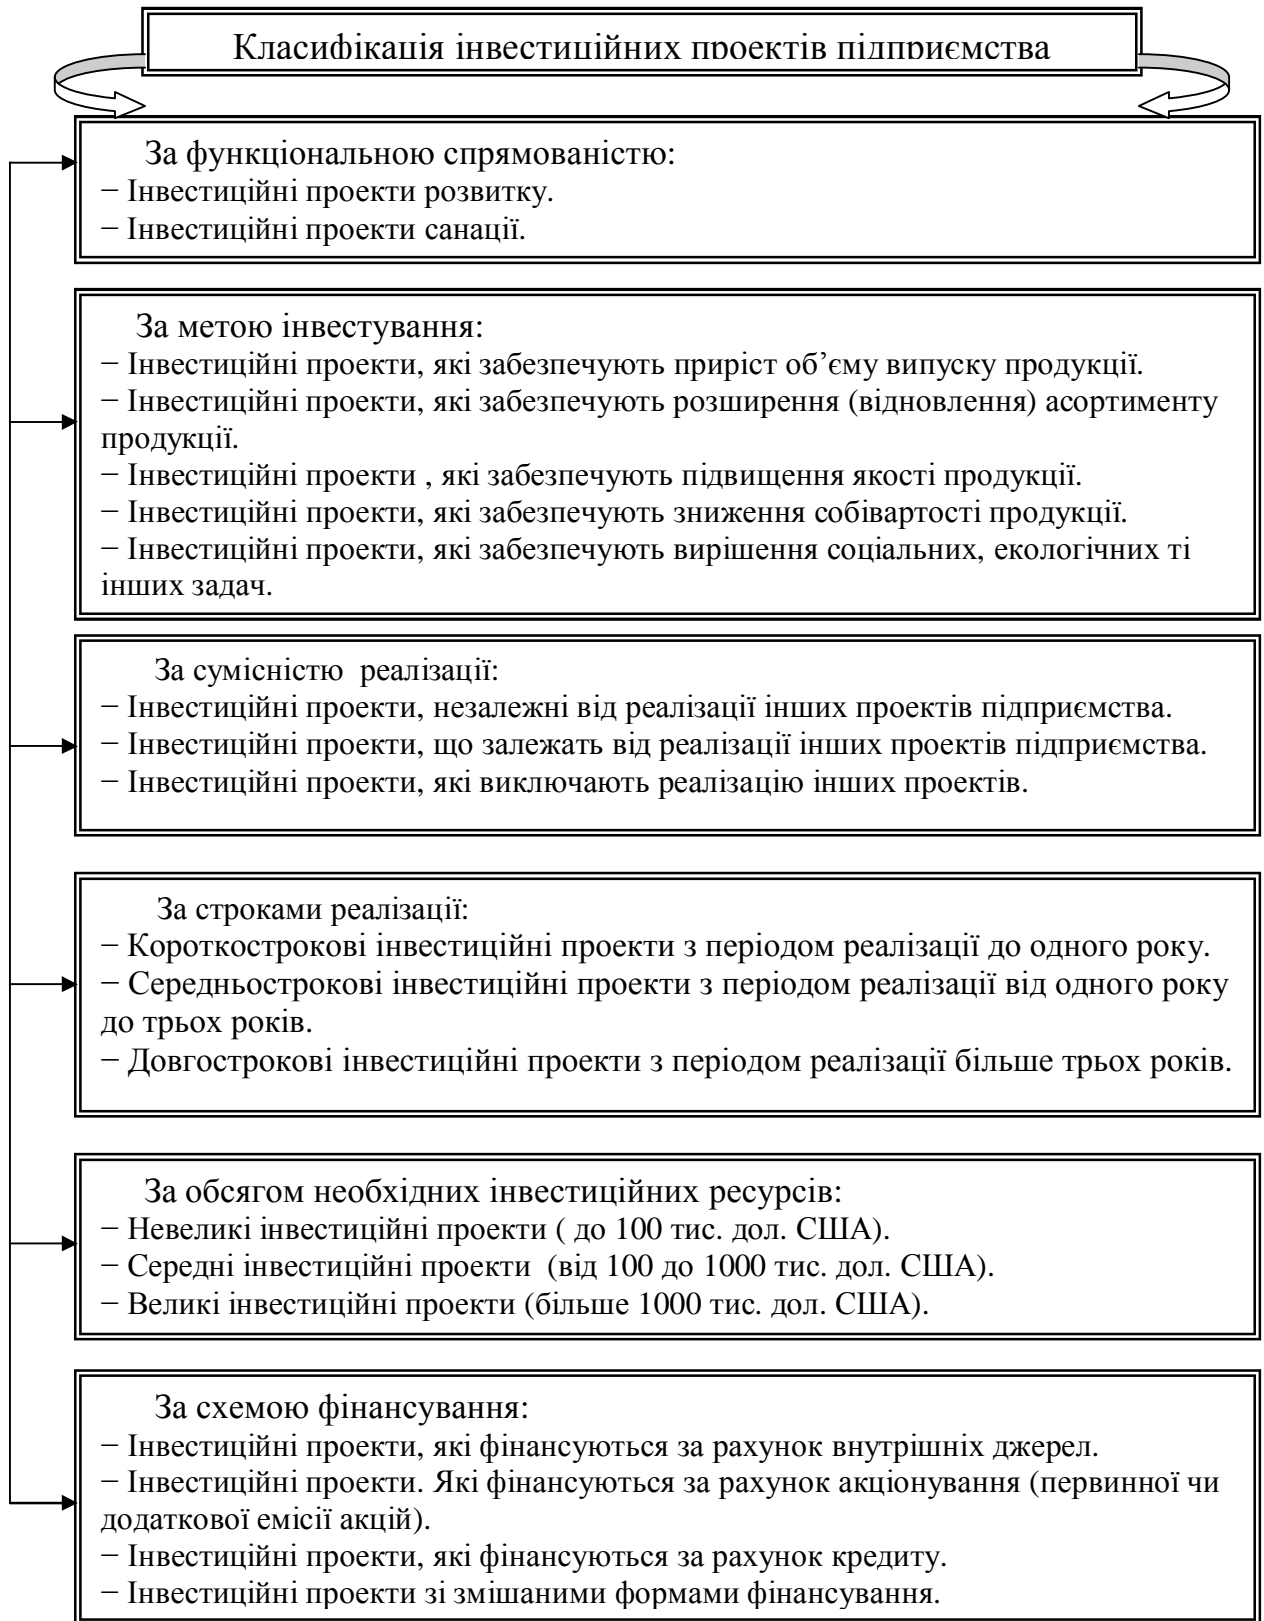 Класифікація інвестиційних проектів підприємства
За функціональною спрямованістю:
− Інвестиційні проекти розвитку.
− Інвестиційні проекти санації.
За метою інвестування:
− Інвестиційні проекти, які забезпечують приріст об’єму випуску продукції.
− Інвестиційні проекти, які забезпечують розширення (відновлення) асортименту
продукції.
− Інвестиційні проекти , які забезпечують підвищення якості продукції.
− Інвестиційні проекти, які забезпечують зниження собівартості продукції.
− Інвестиційні проекти, які забезпечують вирішення соціальних, екологічних ті
інших задач.
За сумісністю реалізації:
− Інвестиційні проекти, незалежні від реалізації інших проектів підприємства.
− Інвестиційні проекти, що залежать від реалізації інших проектів підприємства.
− Інвестиційні проекти, які виключають реалізацію інших проектів.
За строками реалізації:
− Короткострокові інвестиційні проекти з періодом реалізації до одного року.
− Середньострокові інвестиційні проекти з періодом реалізації від одного року
до трьох років.
− Довгострокові інвестиційні проекти з періодом реалізації більше трьох років.
За обсягом необхідних інвестиційних ресурсів:
− Невеликі інвестиційні проекти ( до 100 тис. дол. США).
− Середні інвестиційні проекти (від 100 до 1000 тис. дол. США).
− Великі інвестиційні проекти (більше 1000 тис. дол. США).
За схемою фінансування:
− Інвестиційні проекти, які фінансуються за рахунок внутрішніх джерел.
− Інвестиційні проекти. Які фінансуються за рахунок акціонування (первинної чи
додаткової емісії акцій).
− Інвестиційні проекти, які фінансуються за рахунок кредиту.
− Інвестиційні проекти зі змішаними формами фінансування.